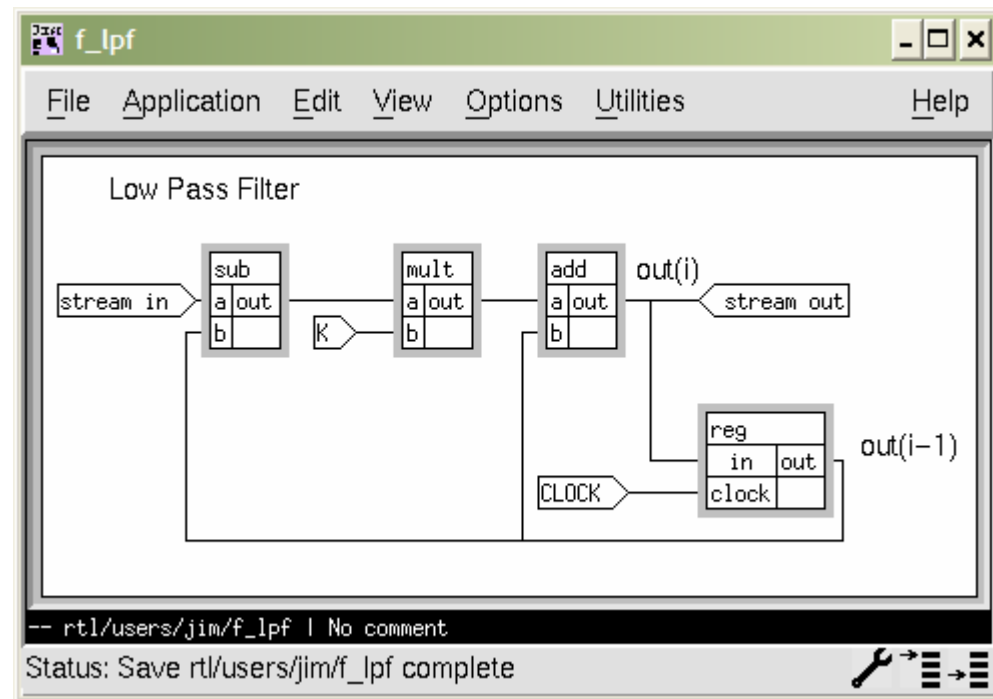 f_lpf
File Application Edit View Options Utilities Help
Low Pass Filter
sub
mult
add
out(i)
stream in
a out
a out
a out
stream out
b
K
b
b
reg
in out
out(i-1)
CLOCK
clock
-- rtl/users/jim/f_lpf | No comment
Status: Save rtl/users/jim/f_lpf complete